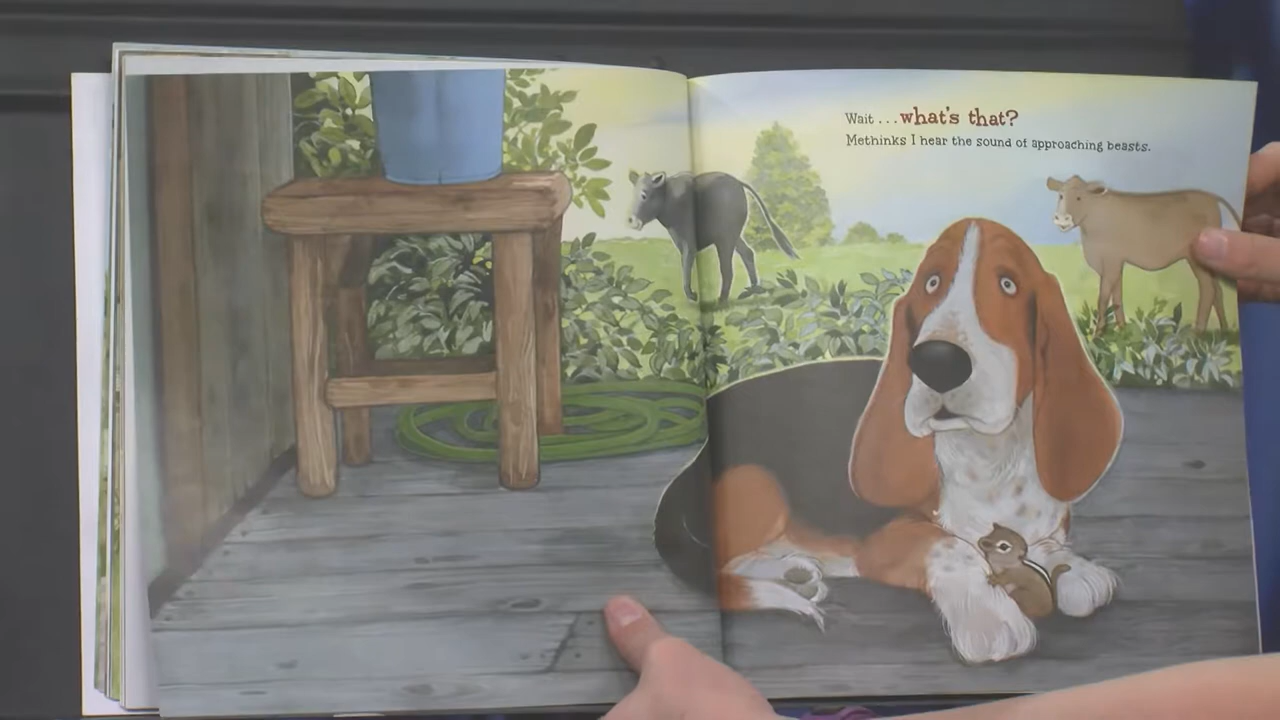 Wait . . . what's that?
Methinks I hear the sound of approaching beasts.